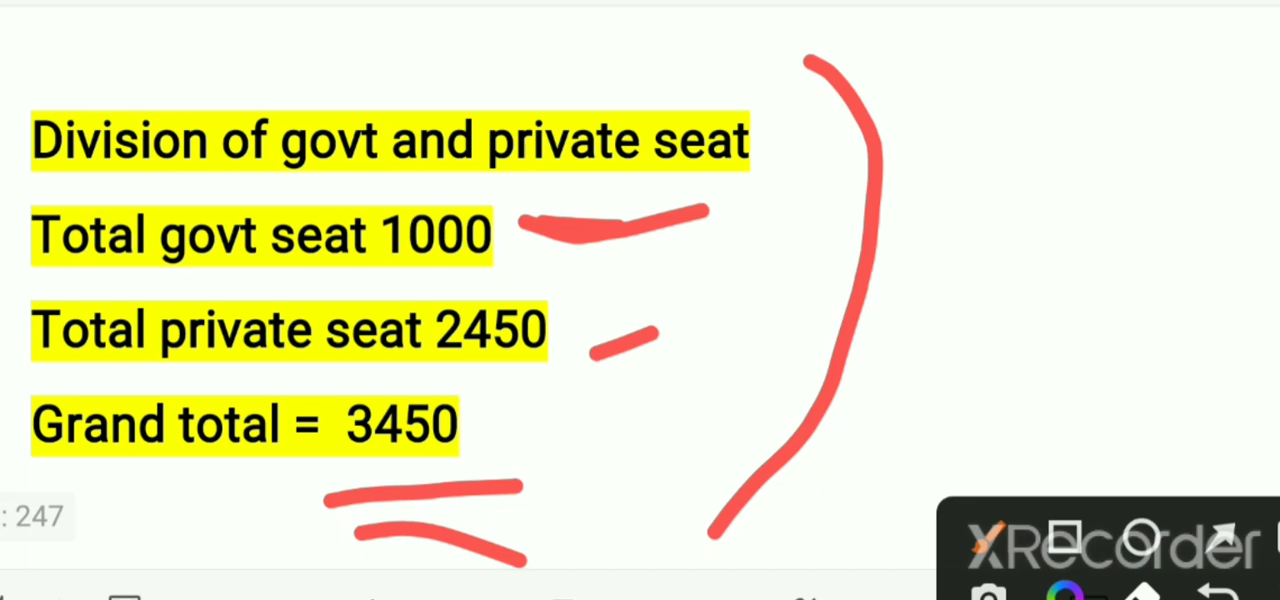 Division of govt and private seat
Total govt seat 1000
Total private seat 2450
Grand total = 3450
: 247
XRecorder